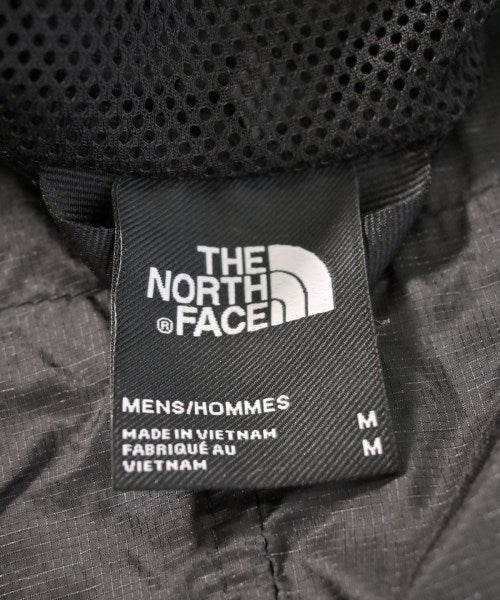 THE
NORTH
® FACE
MENS/HOMMES
MADE IN VIETNAM M
FABRIQUÉ AU M
VIETNAM